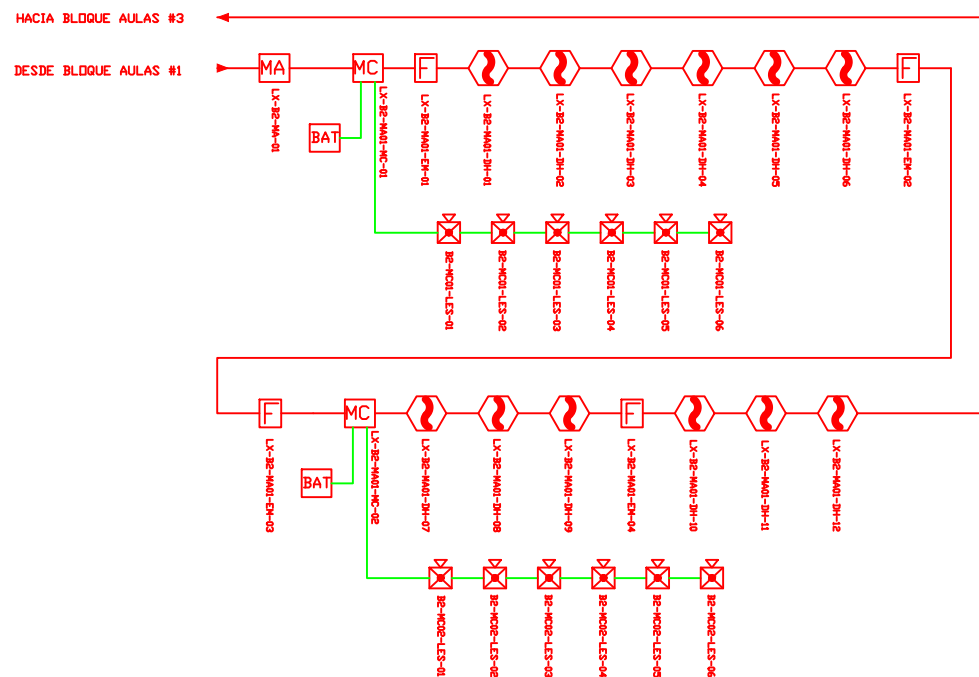 HACIA BLOQUE AULAS #3
DESDE BLOQUE AULAS #1
MA
MC
F
F
LX-B2-MA-01
LX-B2-MA01-MC-01
LX-B2-MA01-EM-01
LX-B2-MA01-DH-01
LX-B2-MA01-DH-02
LX-B2-MA01-DH-03
LX-B2-MA01-DH-04
LX-B2-MA01-DH-05
LX-B2-MA01-DH-06
LX-B2-MA01-EM-02
BAT
B2-MC01-LES-01
B2-MC01-LES-02
B2-MC01-LES-03
B2-MC01-LES-04
B2-MC01-LES-05
B2-MC01-LES-06
F
MC
F
LX-B2-MA01-EM-03
LX-B2-MA01-MC-02
LX-B2-MA01-DH-07
LX-B2-MA01-DH-08
LX-B2-MA01-DH-09
LX-B2-MA01-EM-04
LX-B2-MA01-DH-10
LX-B2-MA01-DH-11
LX-B2-MA01-DH-12
BAT
B2-MC02-LES-01
B2-MC02-LES-02
B2-MC02-LES-03
B2-MC02-LES-04
B2-MC02-LES-05
B2-MC02-LES-06